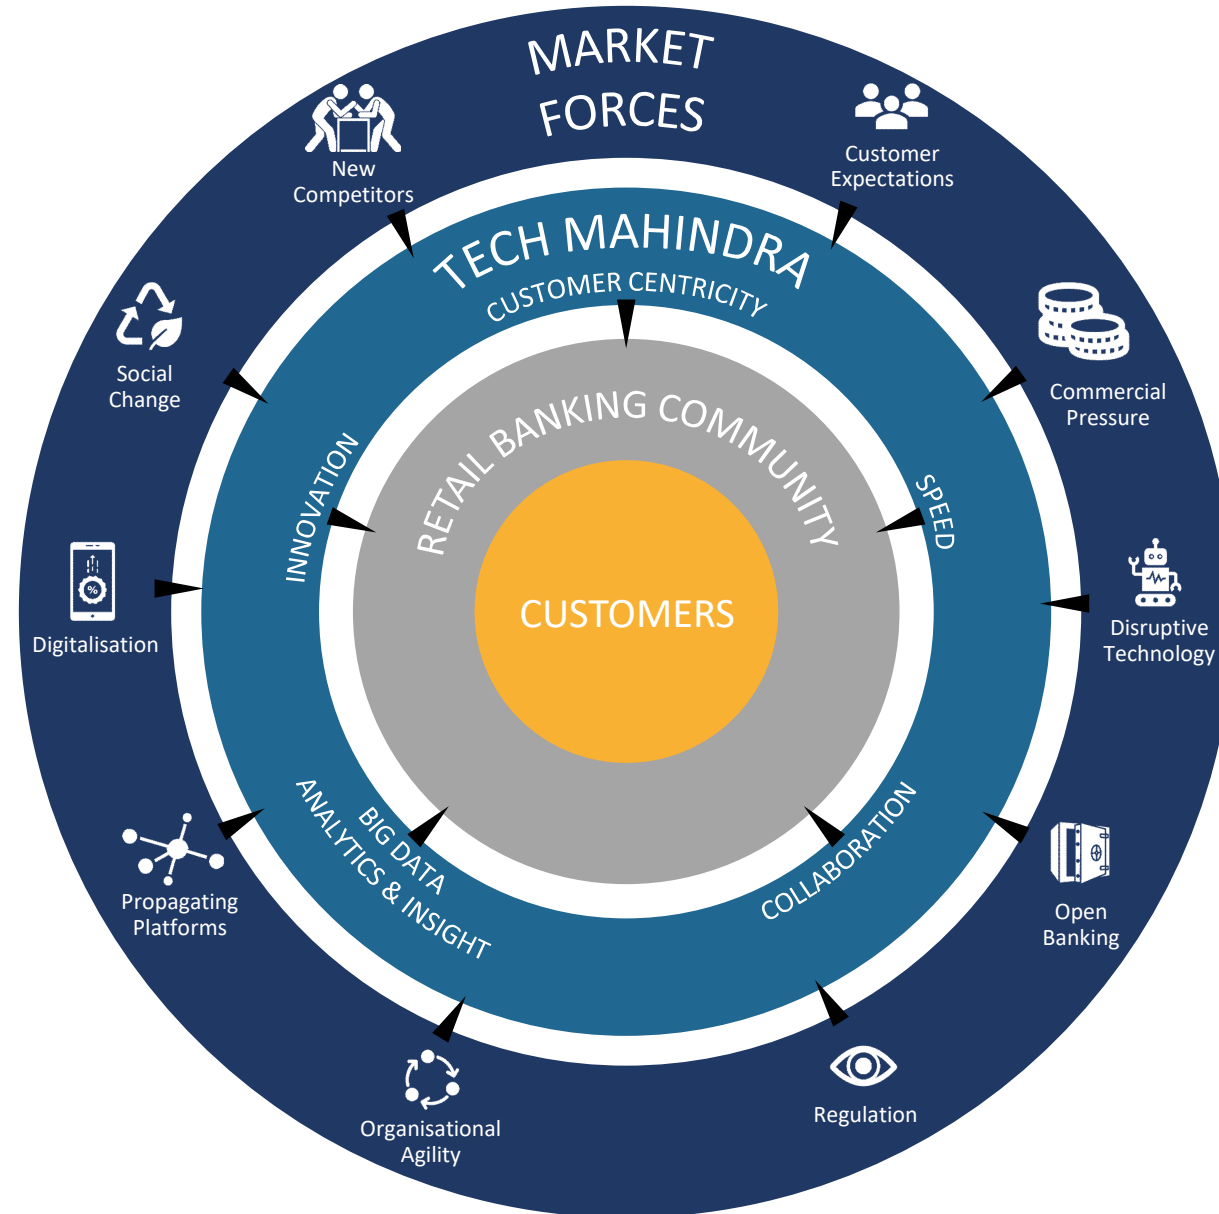 MARKET
FORCES
New
Competitors
Customer
Expectations
Commercial
Pressure
Disruptive
Technology
Open
Banking
Regulation
Organisational
Agility
Propagating
Platforms
Digitalisation
%
Social
Change
TECH MAHINDRA
CUSTOMER CENTRICITY
SPEED
COLLABORATION
BIG DATA
ANALYTICS & INSIGHT
INNOVATION
RETAIL BANKING COMMUNITY
CUSTOMERS